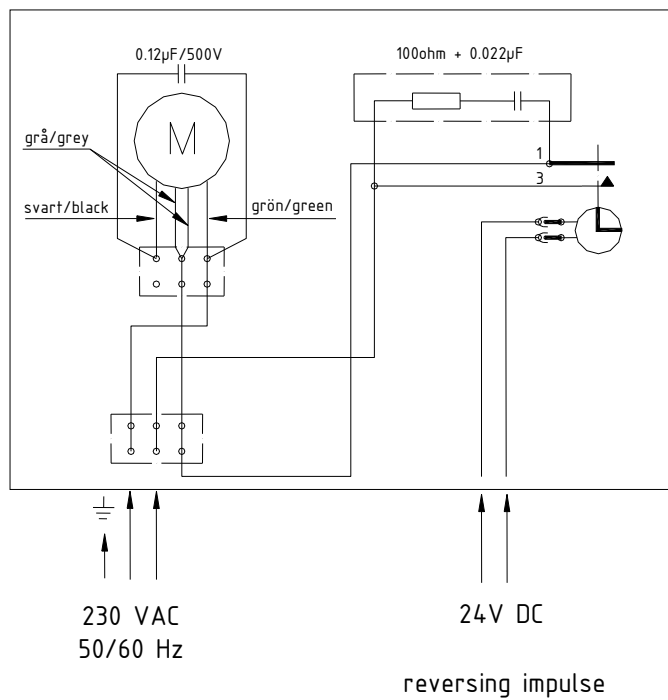 0.12µF/500V
100ohm + 0.022µF
M
grå/grey
1
3
svart/black
grön/green
230 VAC
50/60 Hz
24V DC
reversing impulse